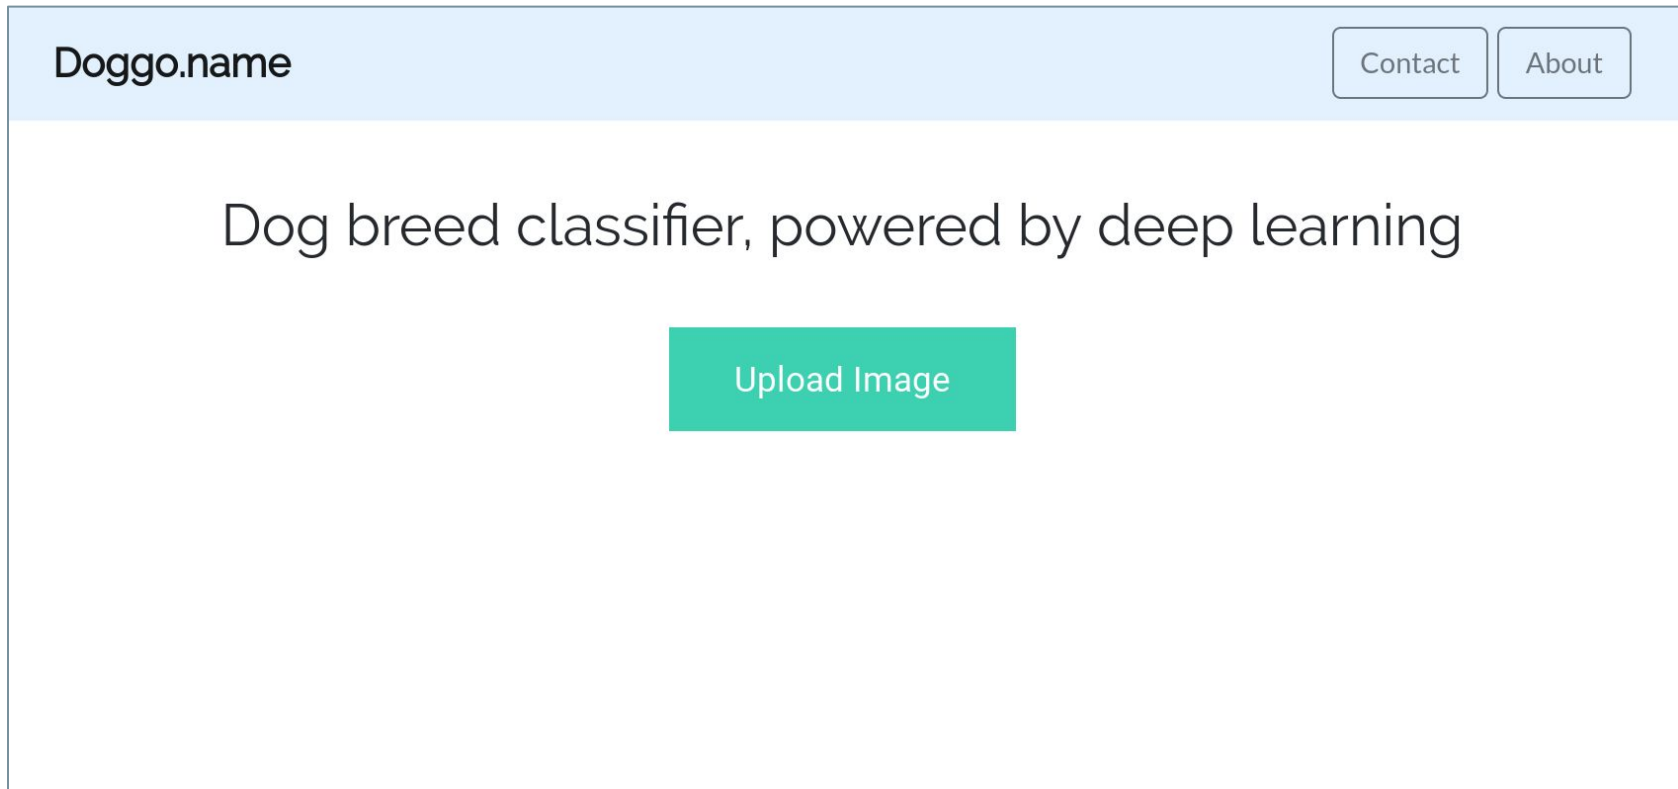 Doggo.name
Contact About
Dog breed classifier, powered by deep learning
Upload Image